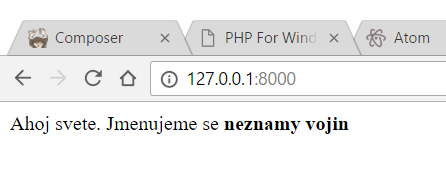 Composer
PHP For Wind
Atom
127.0.0.1:8000
Ahoj svete. Jmenujeme se neznamy vojin